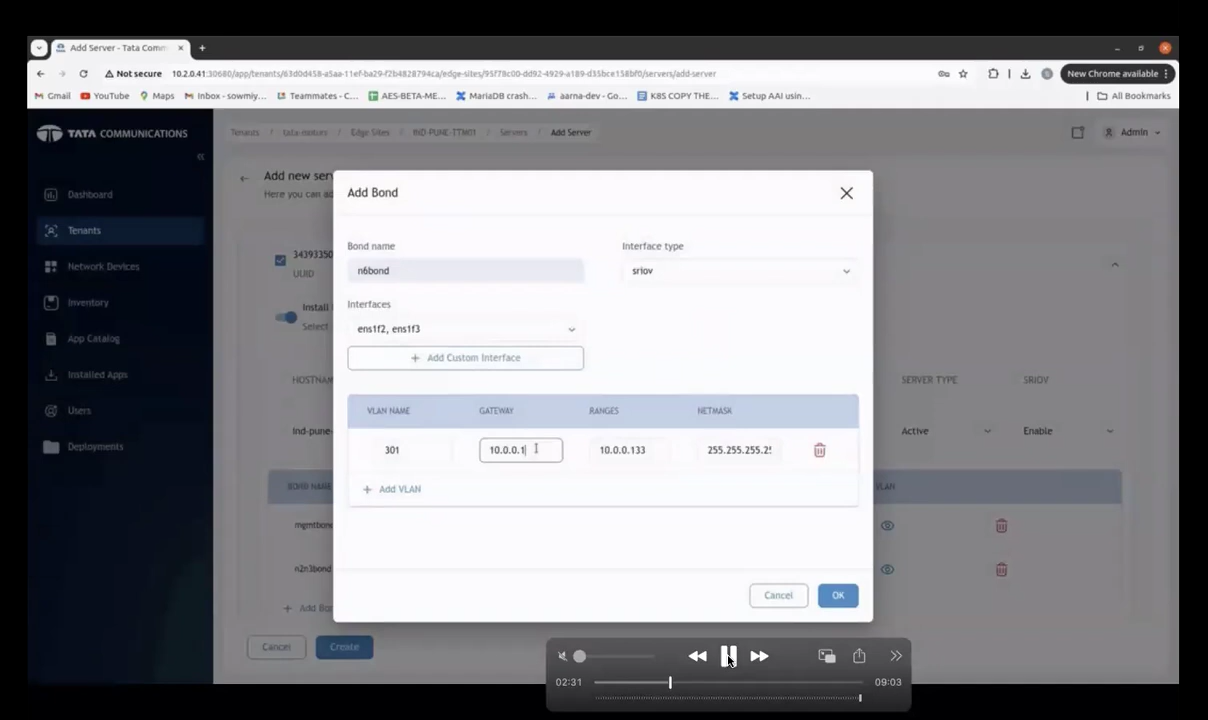 Add Server - Tata Comm
Not secure 10.2.0.41:30680/app/tenants/63d0d458-a5aa-11ef-ba29-f2b4828794ca/edge-sites/95f78c00-dd92-4929-a189-d35bce158bf0/servers/add-server
New Chrome available
Gmail YouTube Maps Inbox - sowmiy... Teammates - C... AES-BETA-ME... MariaDB crash... aarna-dev - Go... K8S COPY THE... Setup AAI usin... All Bookmarks
TATA COMMUNICATIONS
Tenants / tata-motors / Edge Sites / BID-PUNE-TTM01 / Servers / Add Server
Admin
Dashboard
Tenants
Network Devices
Inventory
App Catalog
Installed Apps
Users
Deployments
Add new serv
Here you can ad
34393350
UUID
Install
Select
HOSTNAM
SERVER TYPE
SRIOV
ind-pune-
Active
Enable
BOND NAME
VLAN
mgmtbond
n2n3bond
+ Add Bon
Cancel
Create
Add Bond
Bond name
Interface type
n6bond
sriov
Interfaces
ens1f2, ens1f3
+ Add Custom Interface
VLAN NAME GATEWAY RANGES NETMASK
301 10.0.0.1 10.0.0.133 255.255.255.2
+ Add VLAN
Cancel
OK
02:31
09:03